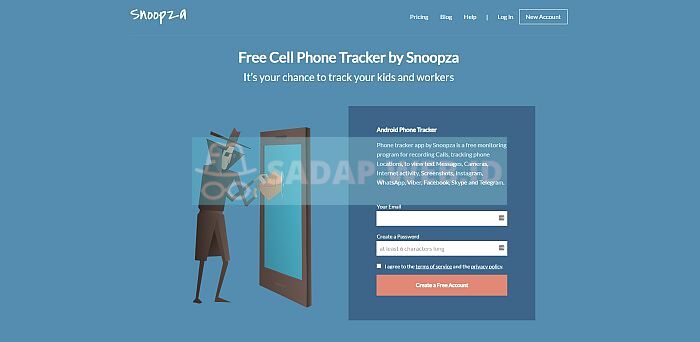 Snoopza
Pricing Blog Help | Log In New Account
Free Cell Phone Tracker by Snoopza
It's your chance to track your kids and workers
Android Phone Tracker
Phone tracker app by Snoopza is a free monitoring
program for recording Calls, tracking phone
Locations, to view text Messages, Cameras,
Internet activity, Screenshots, Instagram,
WhatsApp, Viber, Facebook, Skype and Telegram.
Your Email
Create a Password
at least 6 characters long
I agree to the terms of service and the privacy policy
Create a Free Account